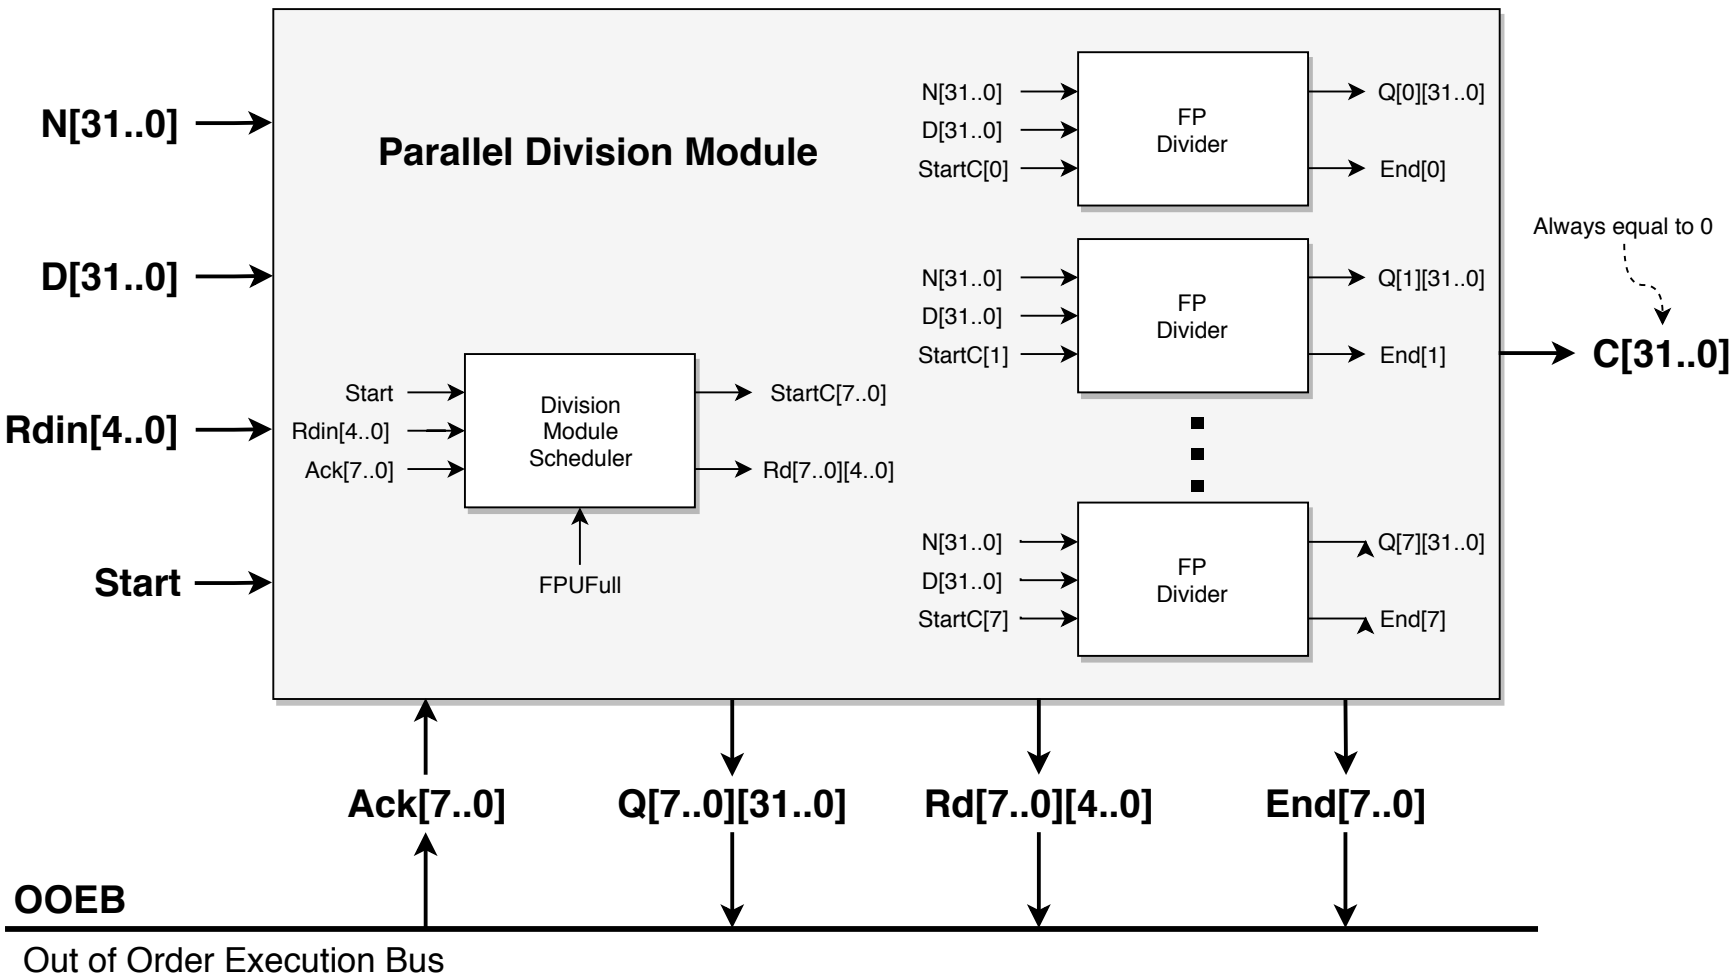 Parallel Division Module
N[31..0]
D[31..0]
Rdin[4..0]
Start
Start
Rdin[4..0]
Ack[7..0]
Division
Module
Scheduler
StartC[7..0]
Rd[7..0][4..0]
FPUFull
N[31..0]
D[31..0]
StartC[0]
FP
Divider
Q[0][31..0]
End[0]
N[31..0]
D[31..0]
StartC[1]
FP
Divider
Q[1][31..0]
End[1]
N[31..0]
D[31..0]
StartC[7]
FP
Divider
Q[7][31..0]
End[7]
Always equal to 0
C[31..0]
Ack[7..0]
Q[7..0][31..0]
Rd[7..0][4..0]
End[7..0]
OOEB
Out of Order Execution Bus